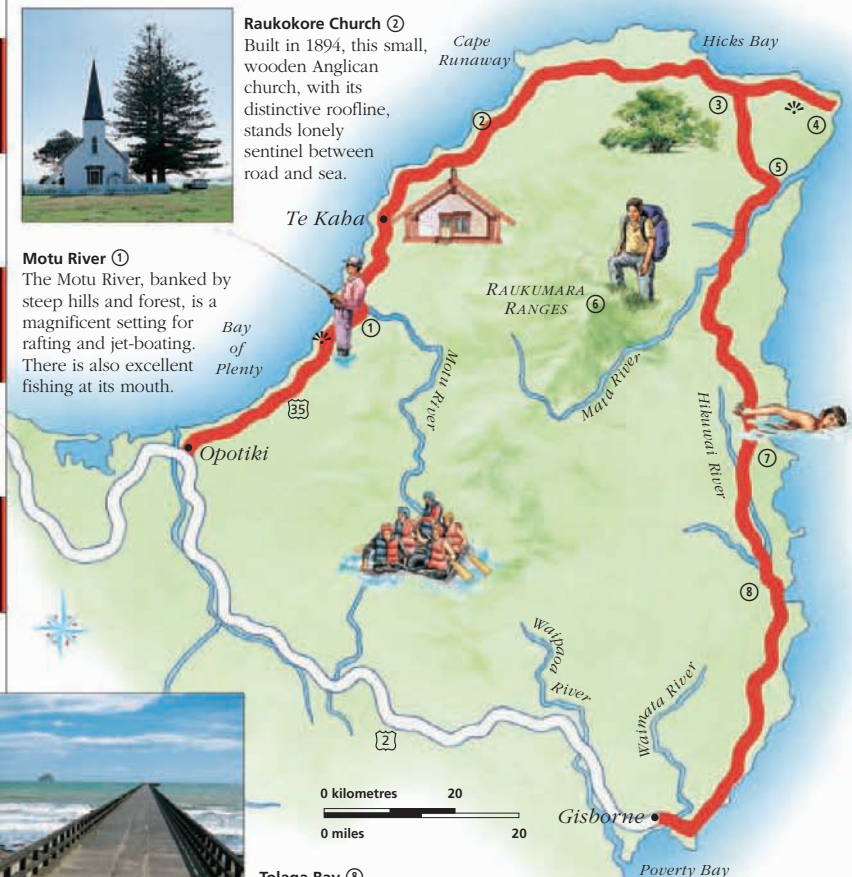 Raukokore Church ②
Built in 1894, this small,
wooden Anglican
church, with its
distinctive roofline,
stands lonely
sentinel between
road and sea.
Cape
Runaway
Hicks Bay
②
③
④
⑤
Te Kaha
Motu River ①
The Motu River, banked by
steep hills and forest, is a
magnificent setting for
rafting and jet-boating.
There is also excellent
fishing at its mouth.
Bay
of
Plenty
①
RAUKUMARA
RANGES
⑥
Motu River
Mata River
Hikuwai River
35
Opotiki
⑦
⑧
Waipaoa
River
Waimata River
2
0 kilometres 20
0 miles 20
Gisborne
Poverty Bay
Tolaga Bay ⑧